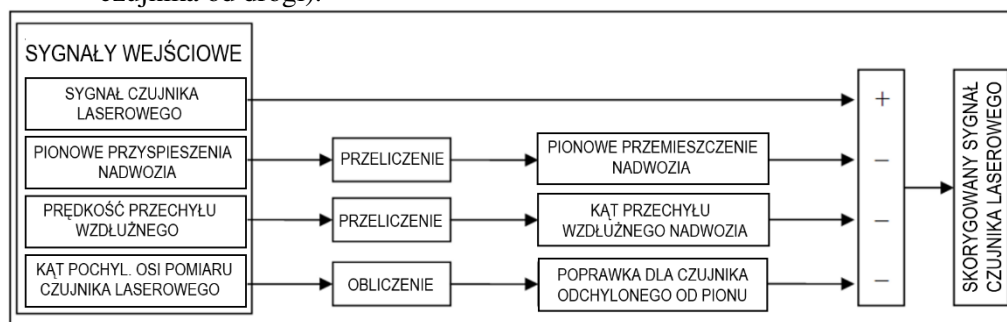 czujnika od drogi).
SYGNAŁY WEJŚCIOWE
SYGNAŁ CZUJNIKA
LASEROWEGO
+
PIONOWE PRZYSPIESZENIA
NADWOZIA
PRZELICZENIE
PIONOWE PRZEMIESZCZENIE
NADWOZIA
–
PRĘDKOŚĆ PRZECHYŁU
WZDŁUŻNEGO
PRZELICZENIE
KĄT PRZECHYŁU
WZDŁUŻNEGO NADWOZIA
–
KĄT POCHYL. OSI POMIARU
CZUJNIKA LASEROWEGO
OBLICZENIE
POPRAWKA DLA CZUJNIKA
ODCHYLONEGO OD PIONU
–
SKORYGOWANY SYGNAŁ
CZUJNIKA LASEROWEGO